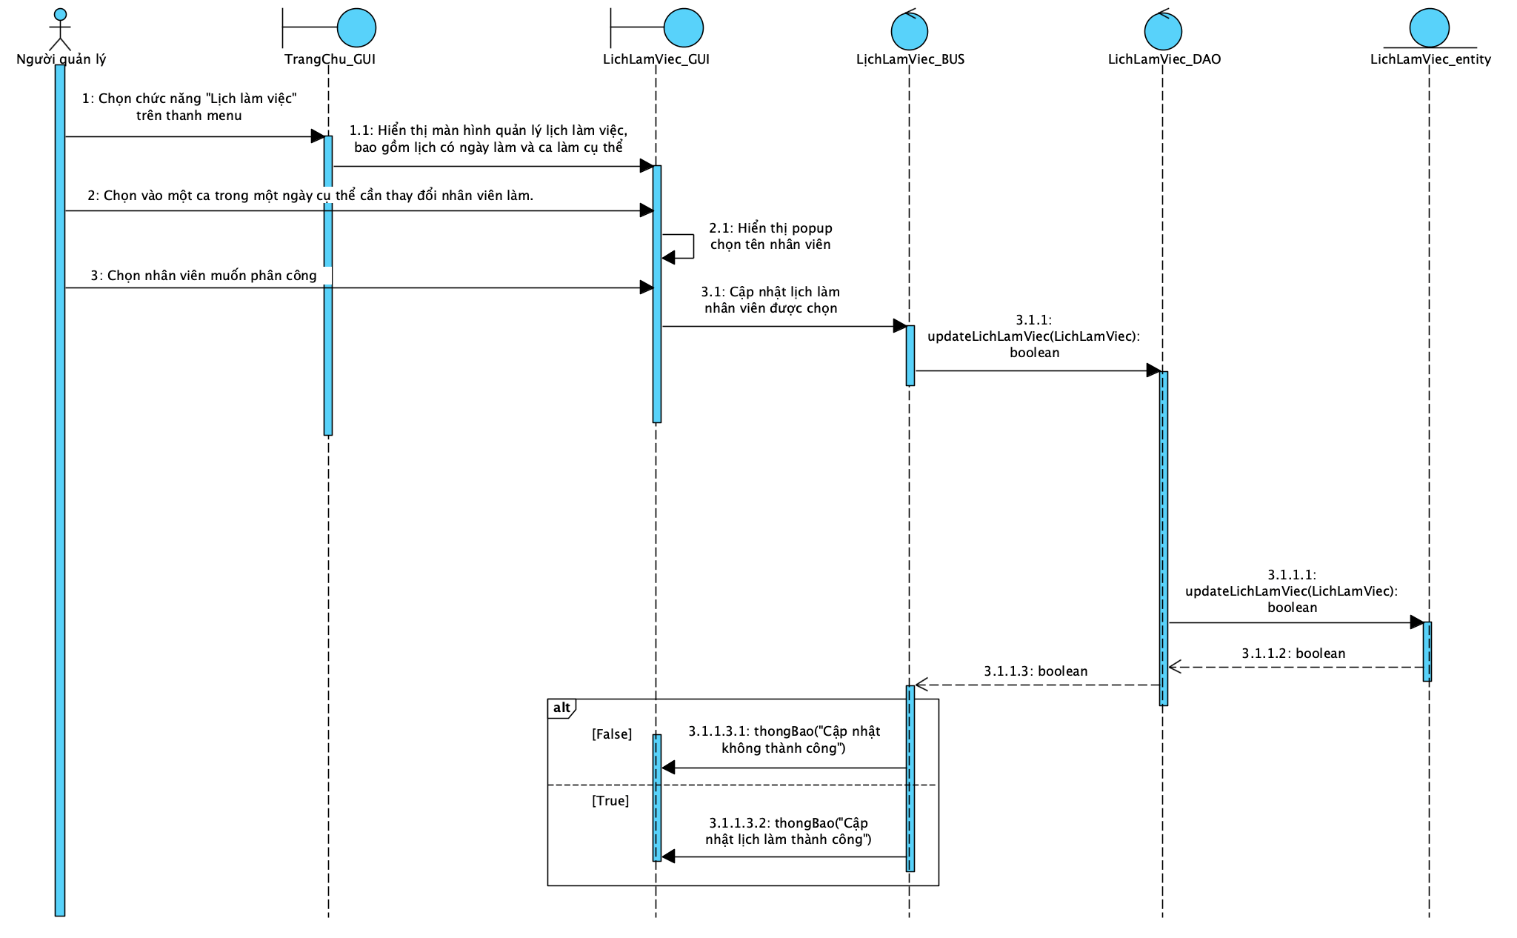 Người quản lý
TrangChu_GUI
LichLamViec_GUI
LịchLamViec_BUS
LichLamViec_DAO
LichLamViec_entity
1: Chọn chức năng "Lịch làm việc"
trên thanh menu
1.1: Hiển thị màn hình quản lý lịch làm việc,
bao gồm lịch có ngày làm và ca làm cụ thể
2: Chọn vào một ca trong một ngày cụ thể cần thay đổi nhân viên làm.
2.1: Hiển thị popup
chọn tên nhân viên
3: Chọn nhân viên muốn phân công
3.1: Cập nhật lịch làm
nhân viên được chọn
3.1.1:
updateLichLamViec(LichLamViec):
boolean
3.1.1.1:
updateLichLamViec(LichLamViec):
boolean
3.1.1.2: boolean
3.1.1.3: boolean
alt
[False]
3.1.1.3.1: thongBao("Cập nhật
không thành công")
[True]
3.1.1.3.2: thongBao("Cập
nhật lịch làm thành công")